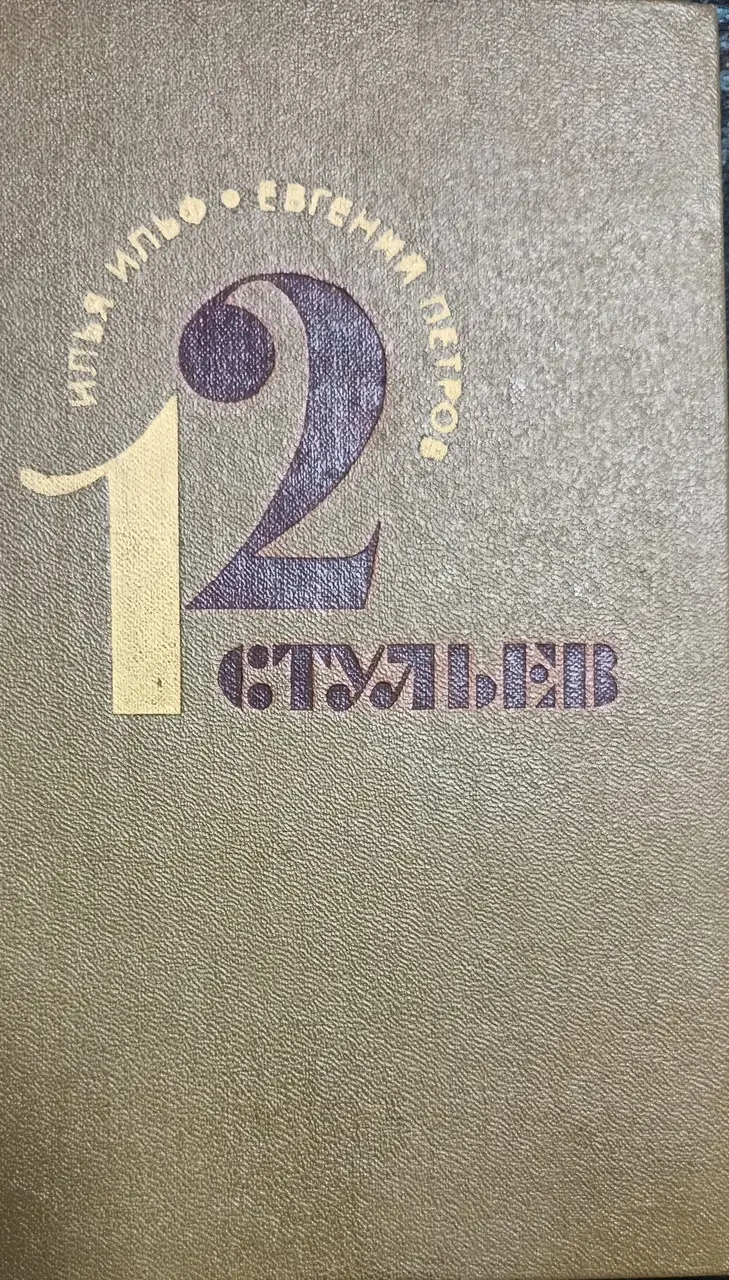 ИЛЬЯ ИЛЬФ • ЕВГЕНИЙ ПЕТРОВ
12
СТУЛЬЕВ